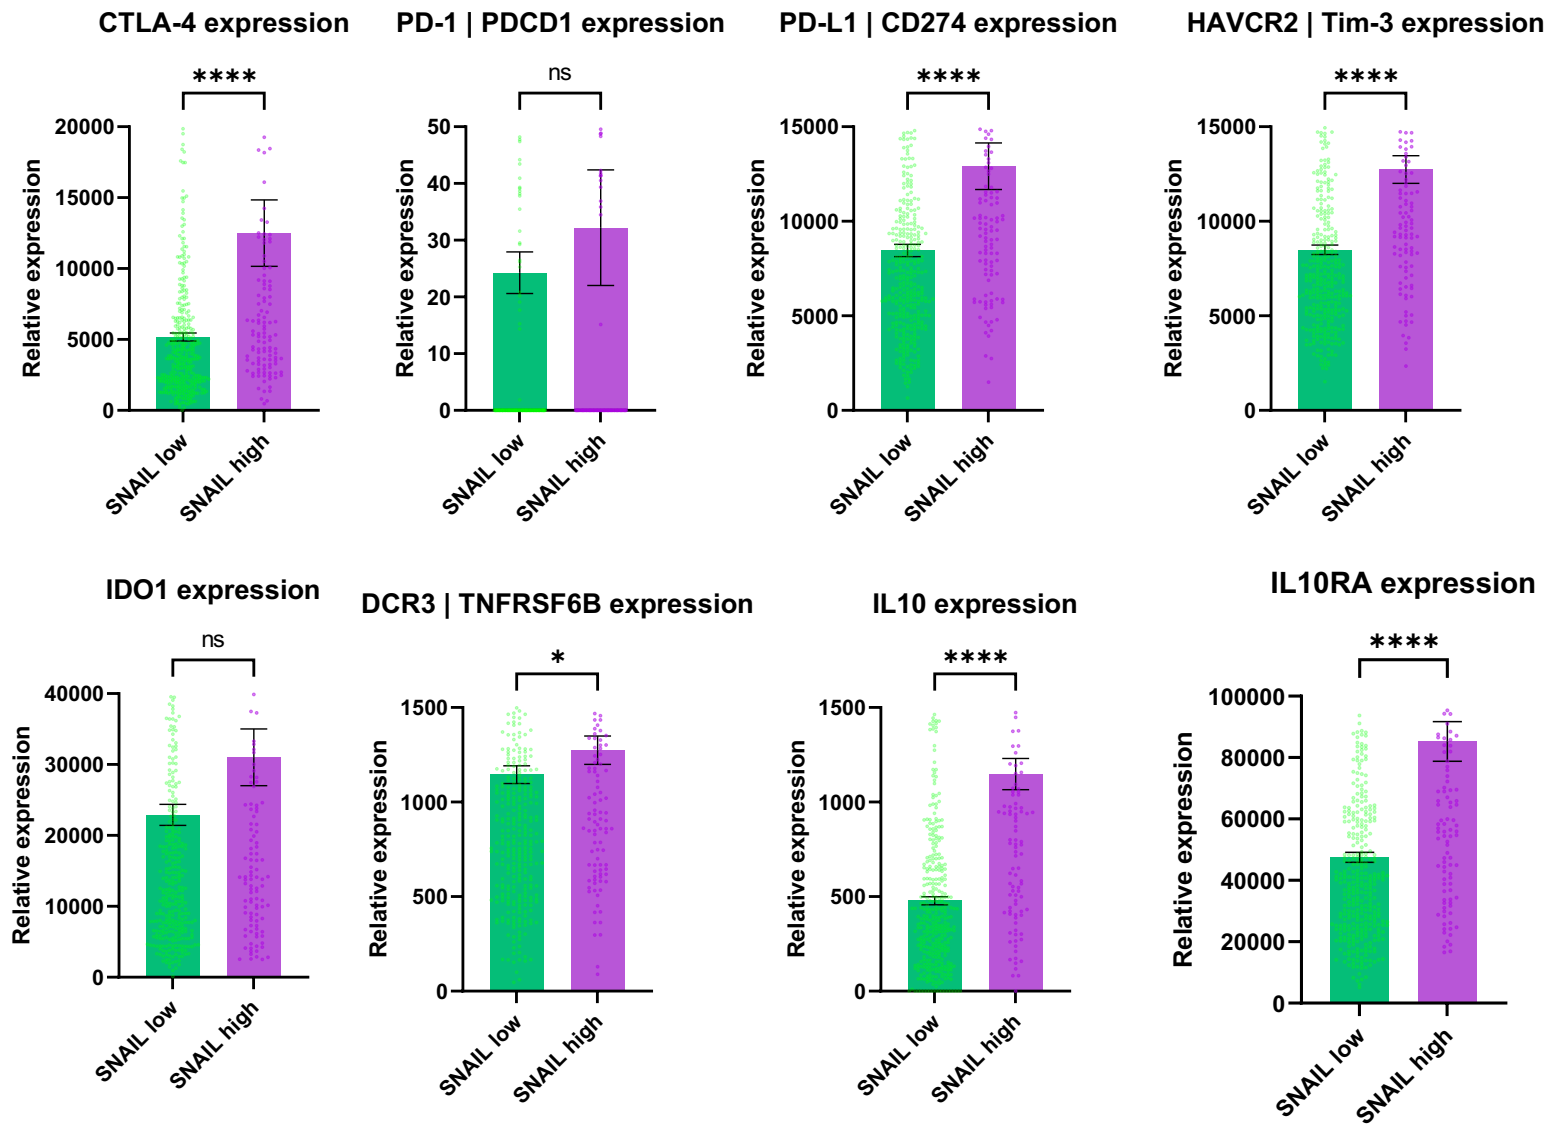 CTLA-4 expression
PD-1 | PDCD1 expression
PD-L1 | CD274 expression
HAVCR2 | Tim-3 expression
****
ns
****
****
Relative expression
20000
15000
10000
5000
0
SNAIL low
SNAIL high
Relative expression
50
40
30
20
10
0
SNAIL low
SNAIL high
Relative expression
15000
10000
5000
0
SNAIL low
SNAIL high
Relative expression
15000
10000
5000
0
SNAIL low
SNAIL high
IDO1 expression
DCR3 | TNFRSF6B expression
IL10 expression
IL10RA expression
ns
*
****
****
Relative expression
40000
30000
20000
10000
0
SNAIL low
SNAIL high
Relative expression
1500
1000
500
0
SNAIL low
SNAIL high
Relative expression
1500
1000
500
0
SNAIL low
SNAIL high
Relative expression
100000
80000
60000
40000
20000
0
SNAIL low
SNAIL high